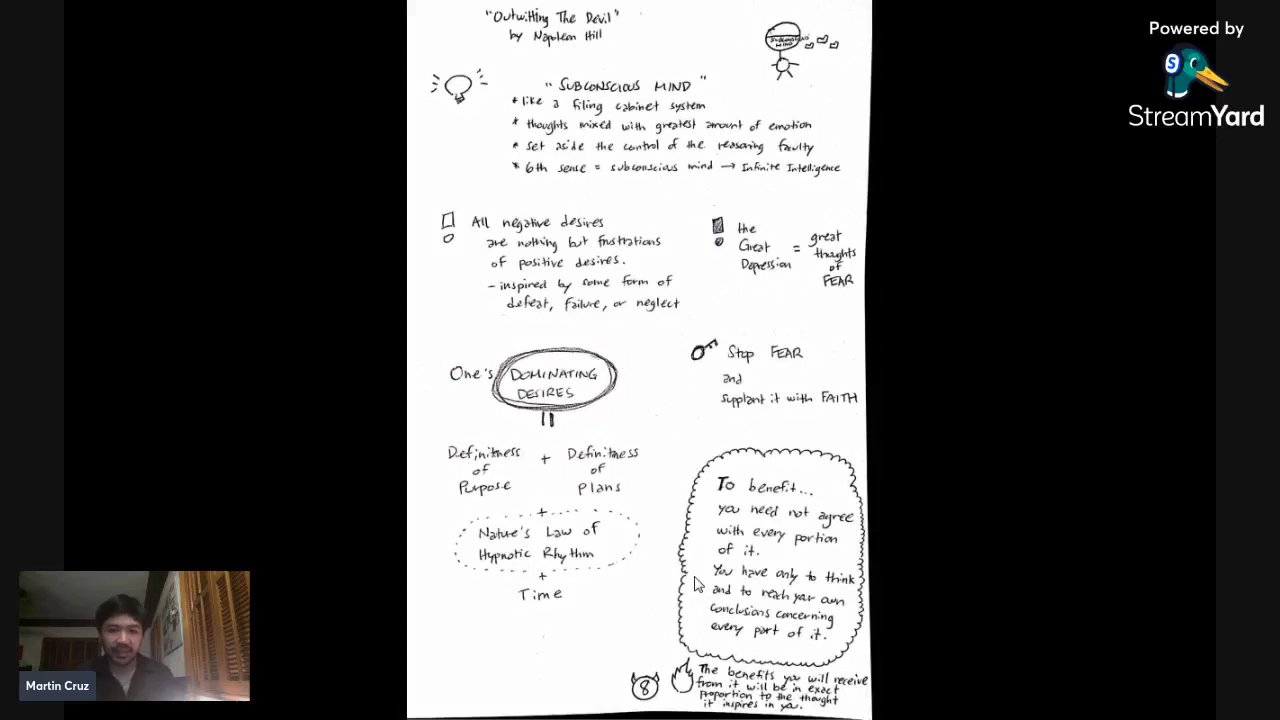 "Outwitting The Devil"
by Napoleon Hill
SUBCONSCIOUS
MIND
"SUBCONSCIOUS MIND"
* like a filing cabinet system
* thoughts mixed with greatest amount of emotion
* set aside the control of the reasoning faculty
* 6th sense = subconscious mind → Infinite Intelligence
All negative desires
are nothing but frustrations
of positive desires.
- inspired by some form of
defeat, failure, or neglect
the
Great
Depression
=
great
thoughts
of
FEAR
One's DOMINATING
DESIRES
Definitness
of
Purpose
+
Definitness
of
Plans
+
Nature's Law of
Hypnotic Rhythm
+
Time
Stop FEAR
and
supplant it with FAITH
To benefit...
you need not agree
with every portion
of it.
You have only to think
and to reach your own
conclusions concerning
every part of it.
8
The benefits you will receive
from it will be in exact
proportion to the thought
it inspires in you.
Powered by
StreamYard
Martin Cruz